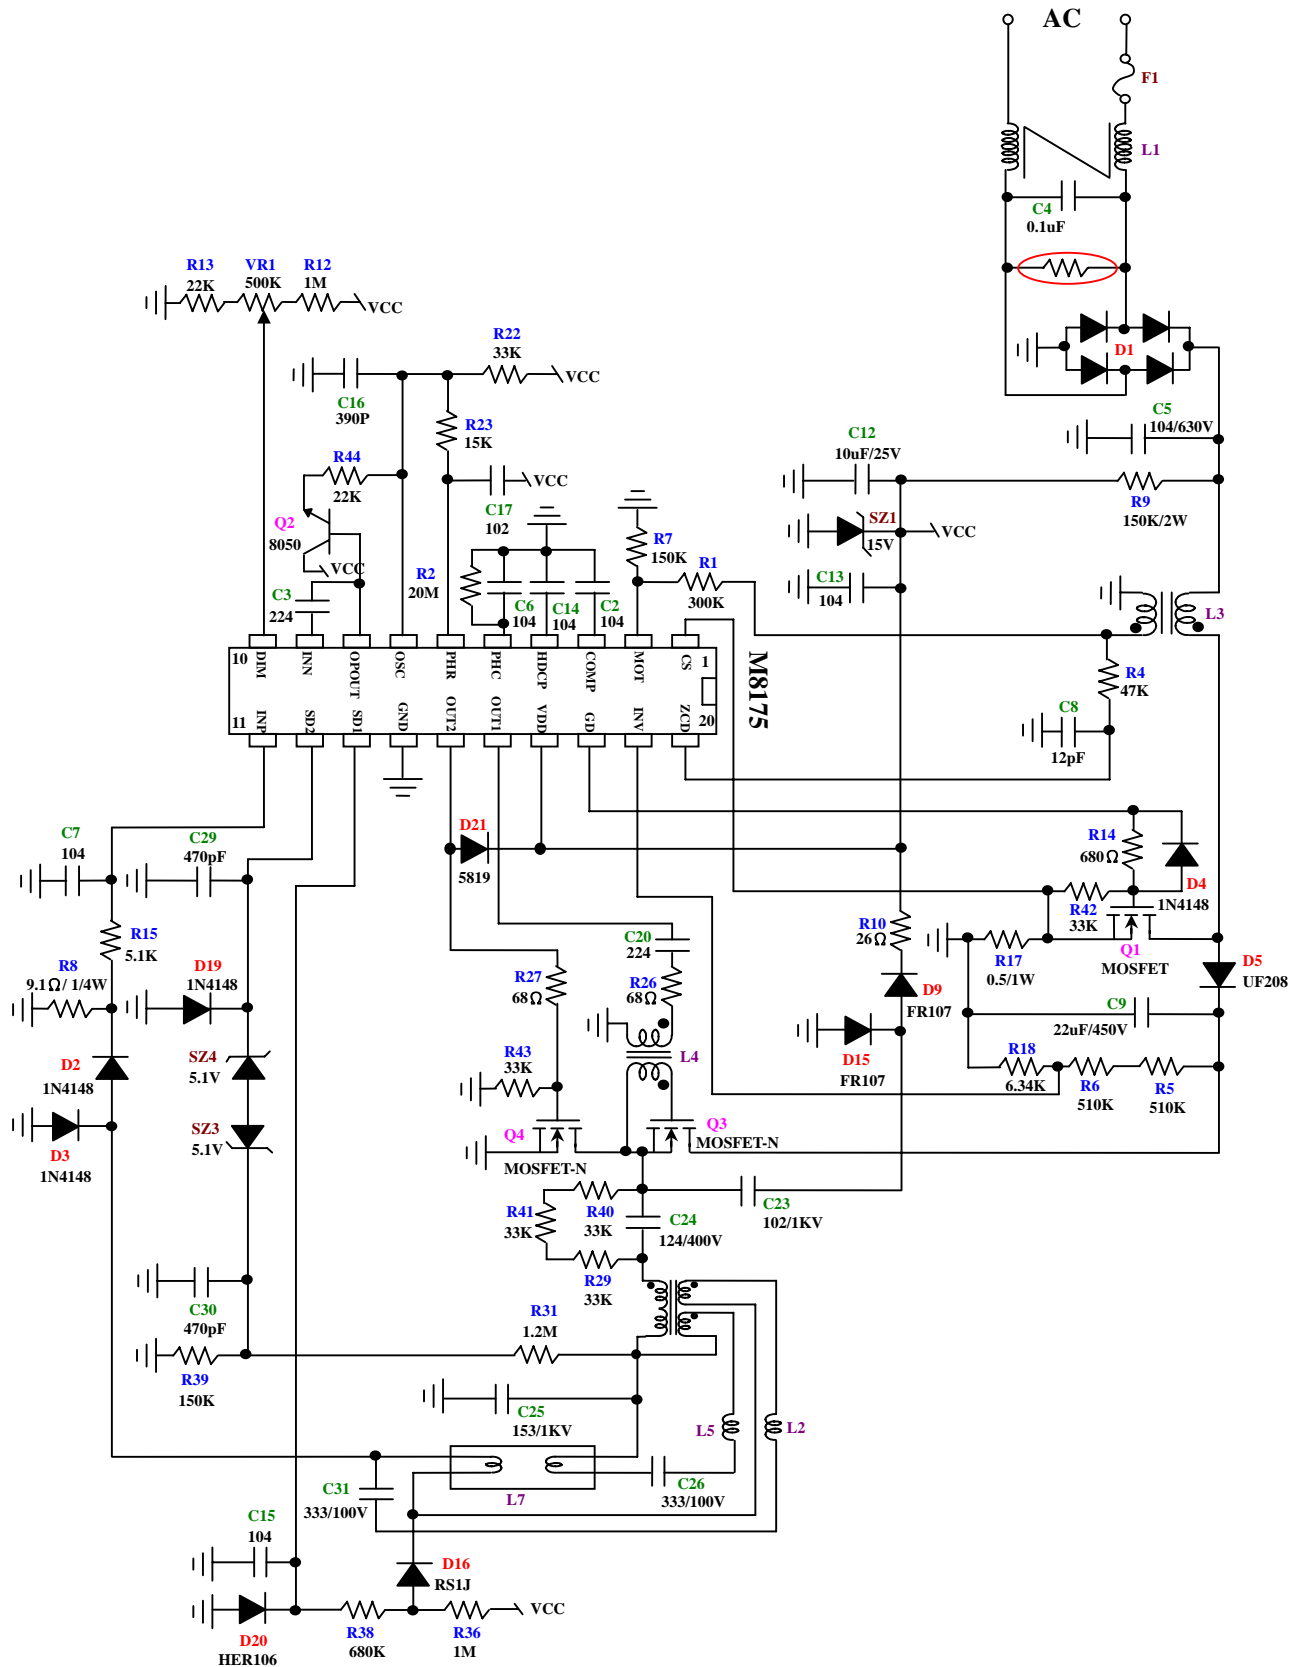 AC
F1
L1
C4
0.1uF
R13
22K
VR1
500K
R12
1M
VCC
R22
33K
VCC
D1
C16
390P
R23
15K
C5
104/630V
C12
10uF/25V
R44
22K
C17
102
VCC
R9
150K/2W
Q2
8050
VCC
R7
150K
SZ1
15V
VCC
R2
20M
R1
300K
C13
104
C3
224
C6
104
C14
104
C2
104
L3
10
DIM
INN
OPOUT
OSC
PHR
PHC
HDCP
COMP
MOT
CS
1
M8175
11
INP
SD2
SD1
GND
OUT2
OUT1
VDD
GD
INV
ZCD
20
R4
47K
C8
12pF
C7
104
C29
470pF
D21
5819
R14
680Ω
D4
1N4148
R42
33K
R15
5.1K
R10
26Ω
C20
224
R17
0.5/1W
Q1
MOSFET
D5
UF208
R8
9.1Ω/ 1/4W
D19
1N4148
R27
68Ω
R26
68Ω
D9
FR107
C9
22uF/450V
D2
1N4148
SZ4
5.1V
R43
33K
L4
D15
FR107
R18
6.34K
R6
510K
R5
510K
D3
1N4148
SZ3
5.1V
Q4
MOSFET-N
Q3
MOSFET-N
R41
33K
R40
33K
C24
124/400V
C23
102/1KV
R29
33K
C30
470pF
R31
1.2M
R39
150K
C25
153/1KV
L5
L2
C31
333/100V
L7
C26
333/100V
C15
104
D16
RS1J
VCC
D20
HER106
R38
680K
R36
1M